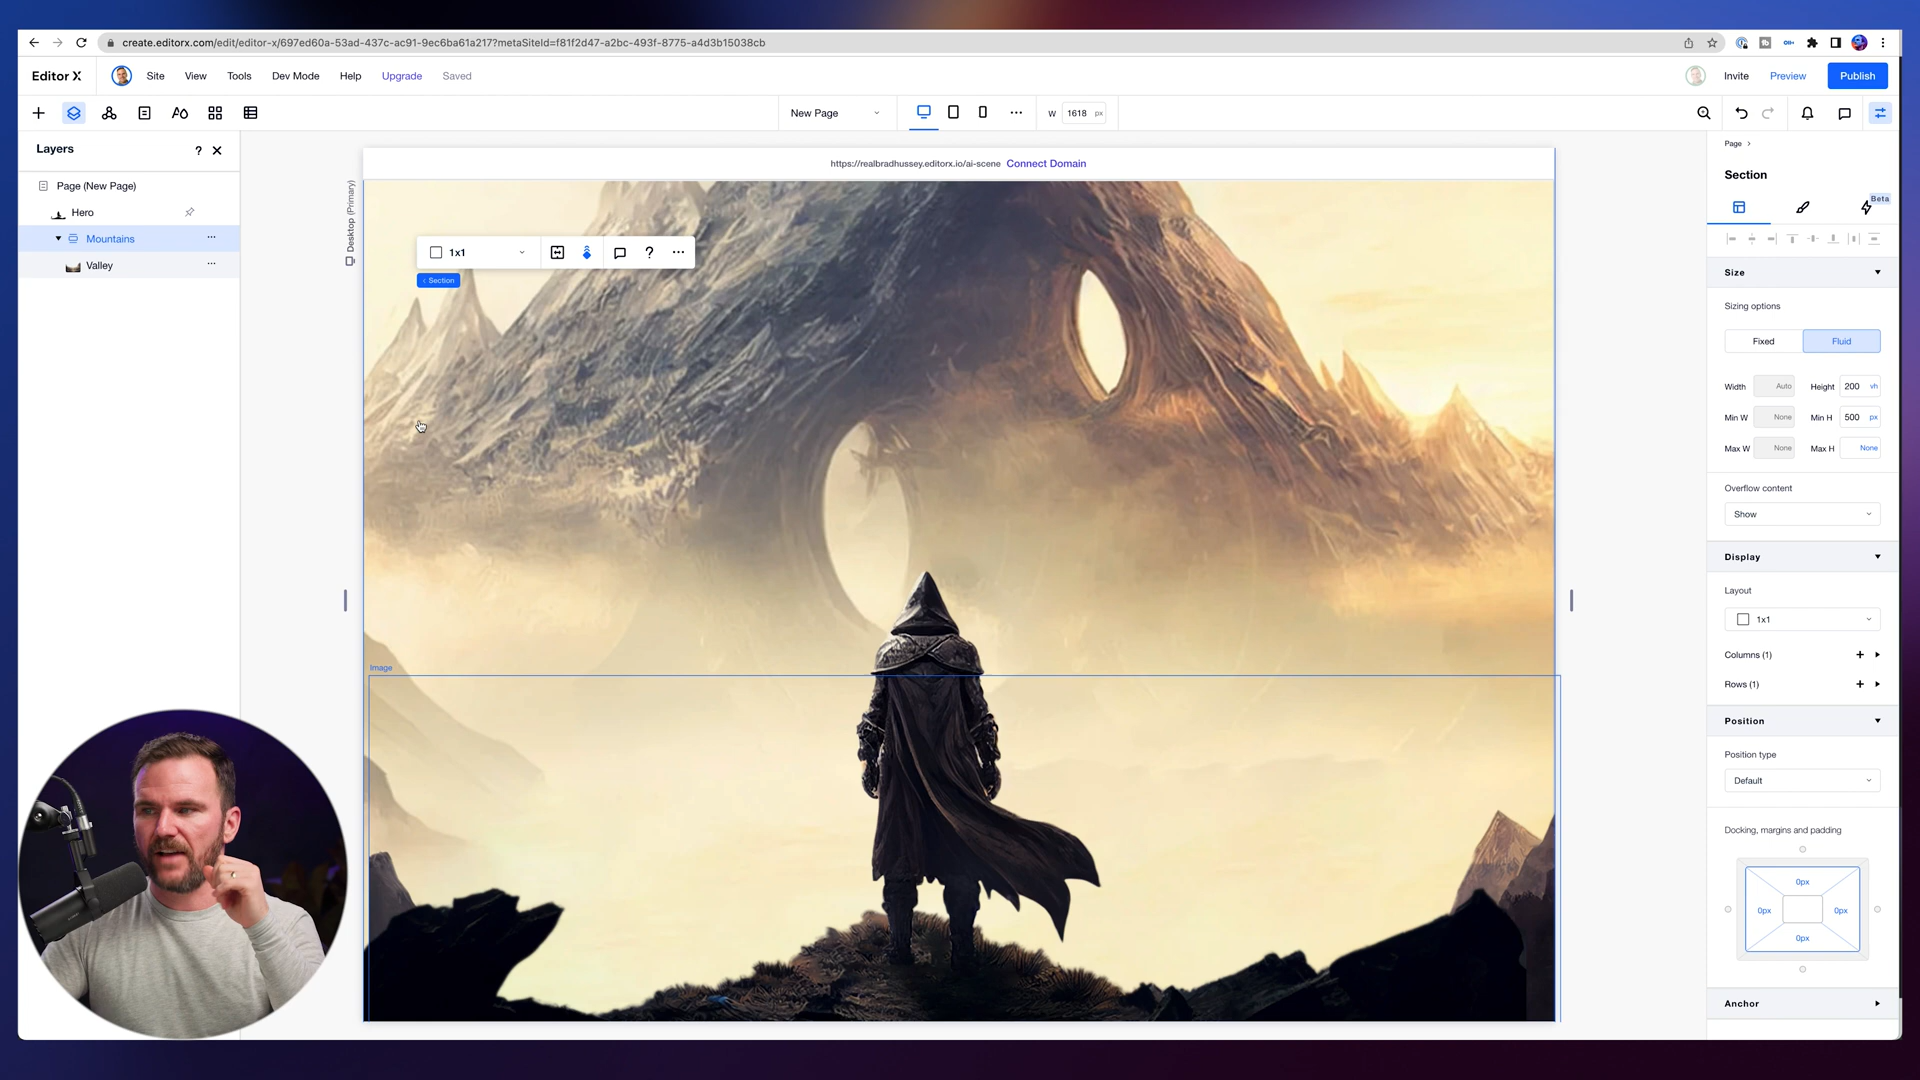 create.editorx.com/edit/editor-x/697ed60a-53ad-437c-ac91-9ec6ba61a217?metaSiteId=f81f2d47-a2bc-493f-8775-a4d3b15038cb
Editor X Site View Tools Dev Mode Help Upgrade Saved Invite Preview Publish
New Page W 1618 px
Layers ?
Page (New Page)
Hero
Mountains
Valley
https://realbradhussey.editorx.io/ai-scene Connect Domain
Desktop (Primary)
1x1 ?
Section
Image
Page
Section
Beta
Size
Sizing options
Fixed Fluid
Width Auto Height 200 vh
Min W None Min H 500 px
Max W None Max H None
Overflow content
Show
Display
Layout
1x1
Columns (1)
Rows (1)
Position
Position type
Default
Docking, margins and padding
0px
0px 0px
0px
Anchor